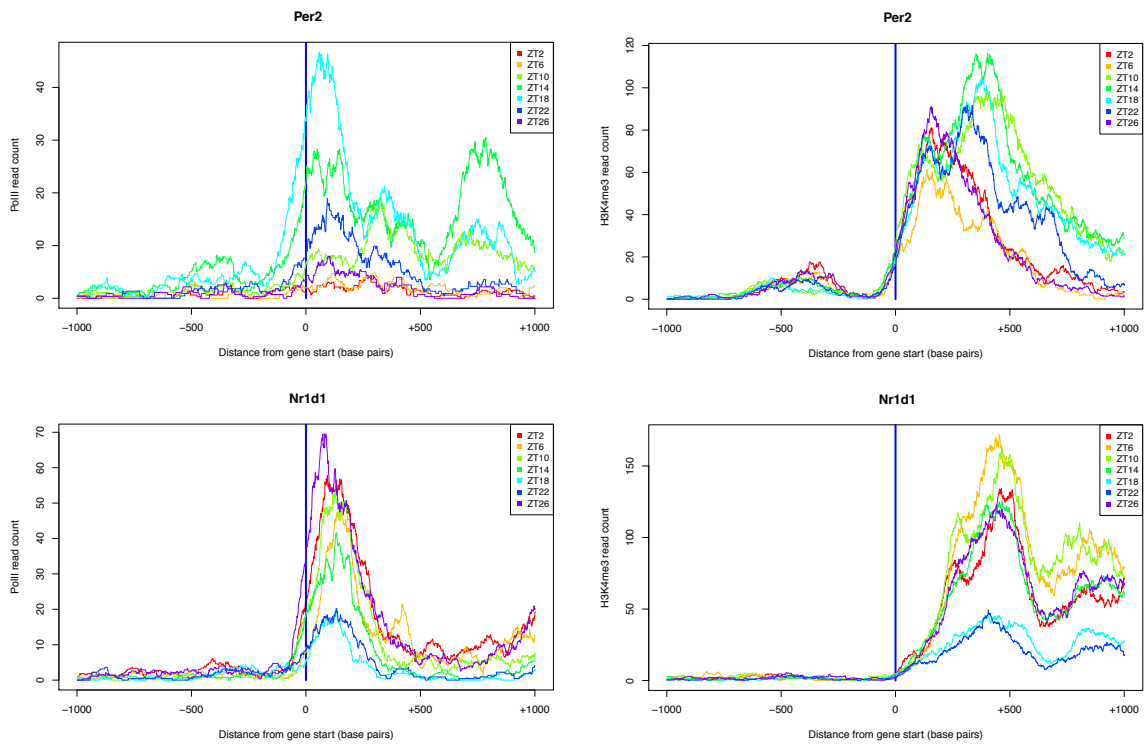 Per2
PolII read count
40
30
20
10
0
ZT2
ZT6
ZT10
ZT14
ZT18
ZT22
ZT26
−1000
−500
0
+500
+1000
Distance from gene start (base pairs)
Per2
H3K4me3 read count
120
100
80
60
40
20
0
ZT2
ZT6
ZT10
ZT14
ZT18
ZT22
ZT26
−1000
−500
0
+500
+1000
Distance from gene start (base pairs)
Nr1d1
PolII read count
70
60
50
40
30
20
10
0
ZT2
ZT6
ZT10
ZT14
ZT18
ZT22
ZT26
−1000
−500
0
+500
+1000
Distance from gene start (base pairs)
Nr1d1
H3K4me3 read count
150
100
50
0
ZT2
ZT6
ZT10
ZT14
ZT18
ZT22
ZT26
−1000
−500
0
+500
+1000
Distance from gene start (base pairs)